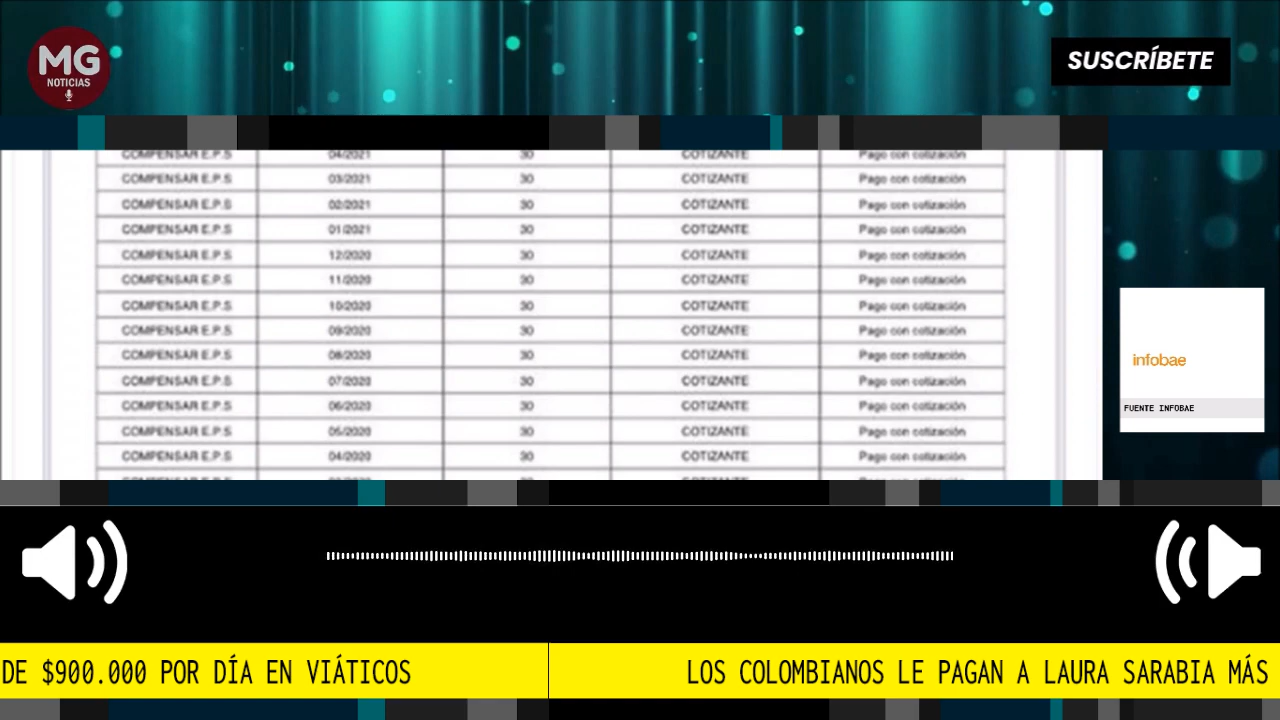 MG
NOTICIAS
SUSCRÍBETE
COMPENSAR E.P.S 04/2021 30 COTIZANTE Pago con cotización
COMPENSAR E.P.S 03/2021 30 COTIZANTE Pago con cotización
COMPENSAR E.P.S 02/2021 30 COTIZANTE Pago con cotización
COMPENSAR E.P.S 01/2021 30 COTIZANTE Pago con cotización
COMPENSAR E.P.S 12/2020 30 COTIZANTE Pago con cotización
COMPENSAR E.P.S 11/2020 30 COTIZANTE Pago con cotización
COMPENSAR E.P.S 10/2020 30 COTIZANTE Pago con cotización
COMPENSAR E.P.S 09/2020 30 COTIZANTE Pago con cotización
COMPENSAR E.P.S 08/2020 30 COTIZANTE Pago con cotización
COMPENSAR E.P.S 07/2020 30 COTIZANTE Pago con cotización
COMPENSAR E.P.S 06/2020 30 COTIZANTE Pago con cotización
COMPENSAR E.P.S 05/2020 30 COTIZANTE Pago con cotización
COMPENSAR E.P.S 04/2020 30 COTIZANTE Pago con cotización
infobae
FUENTE INFOBAE
DE $900.000 POR DÍA EN VIÁTICOS
LOS COLOMBIANOS LE PAGAN A LAURA SARABIA MÁS